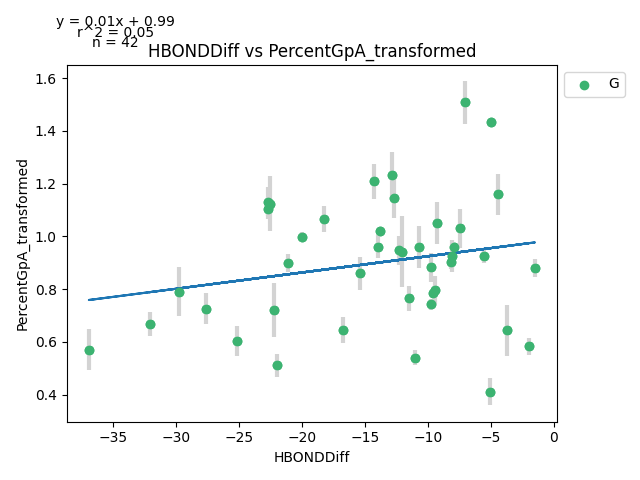 y = 0.01x + 0.99
r^2 = 0.05
n = 42
HBONDDiff vs PercentGpA_transformed
G
PercentGpA_transformed
1.6
1.4
1.2
1.0
0.8
0.6
0.4
−35
−30
−25
−20
−15
−10
−5
0
HBONDDiff